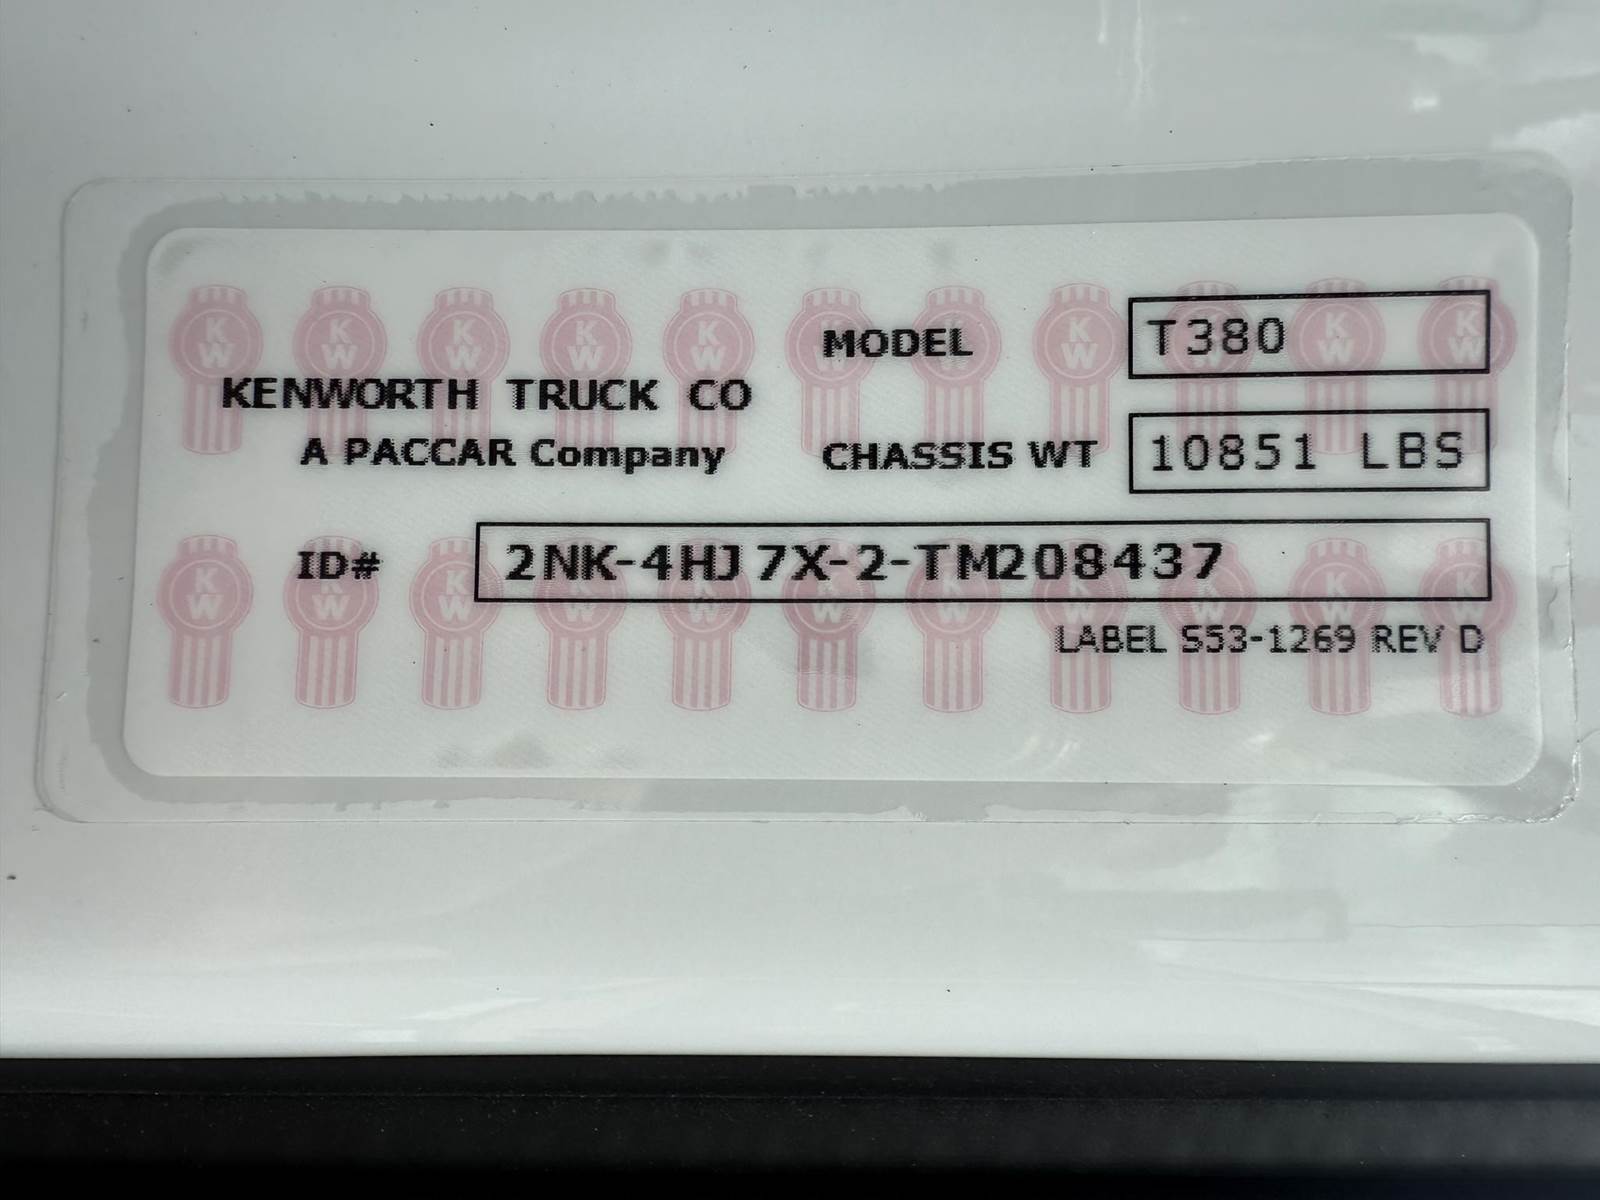 MODEL T380
KENWORTH TRUCK CO
A PACCAR Company
CHASSIS WT 10851 LBS
ID# 2NK-4HJ7X-2-TM208437
LABEL S53-1269 REV D